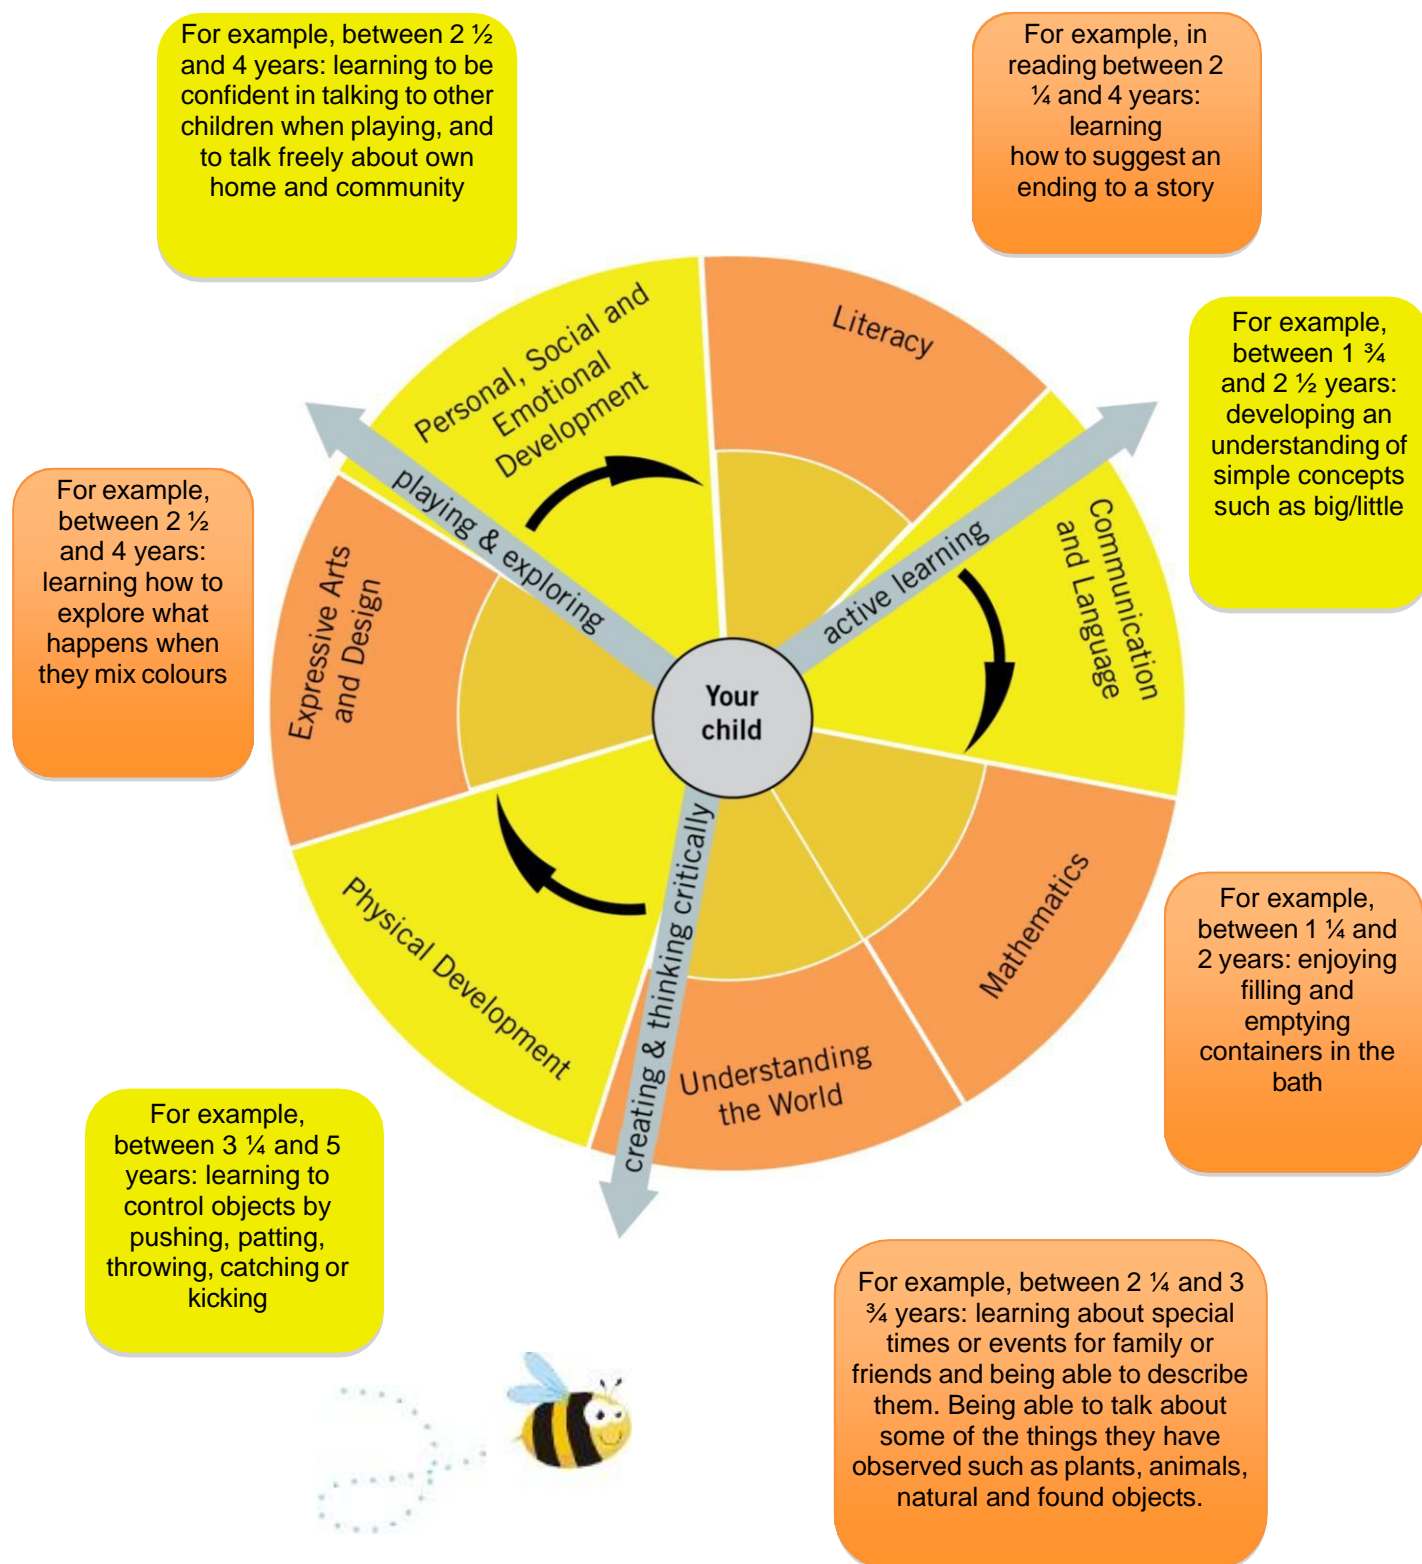 For example, between 2 ½
and 4 years: learning to be
confident in talking to other
children when playing, and
to talk freely about own
home and community
For example, in
reading between 2
¼ and 4 years:
learning
how to suggest an
ending to a story
For example,
between 1 ¾
and 2 ½ years:
developing an
understanding of
simple concepts
such as big/little
For example,
between 2 ½
and 4 years:
learning how to
explore what
happens when
they mix colours
Personal, Social and
Emotional
Development
Literacy
Communication
and Language
Mathematics
Understanding
the World
Physical Development
Expressive Arts
and Design
playing & exploring
active learning
creating & thinking critically
Your
child
For example,
between 1 ¼ and
2 years: enjoying
filling and
emptying
containers in the
bath
For example,
between 3 ¼ and 5
years: learning to
control objects by
pushing, patting,
throwing, catching or
kicking
For example, between 2 ¼ and 3
¾ years: learning about special
times or events for family or
friends and being able to describe
them. Being able to talk about
some of the things they have
observed such as plants, animals,
natural and found objects.